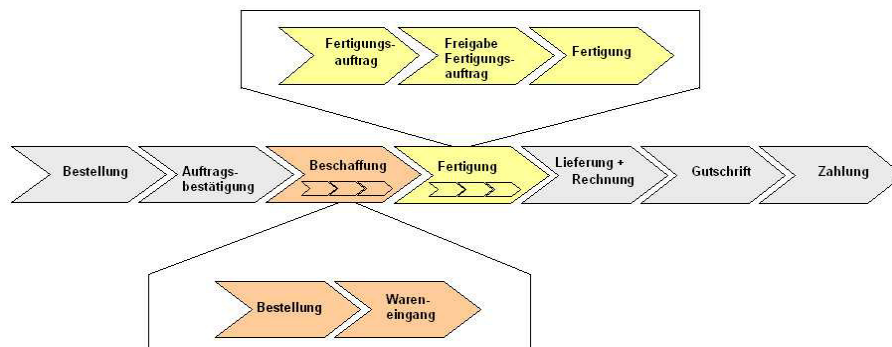 Fertigungs-
auftrag
Freigabe
Fertigungs-
auftrag
Fertigung
Bestellung
Auftrags-
bestätigung
Beschaffung
Fertigung
Lieferung +
Rechnung
Gutschrift
Zahlung
Bestellung
Waren-
eingang